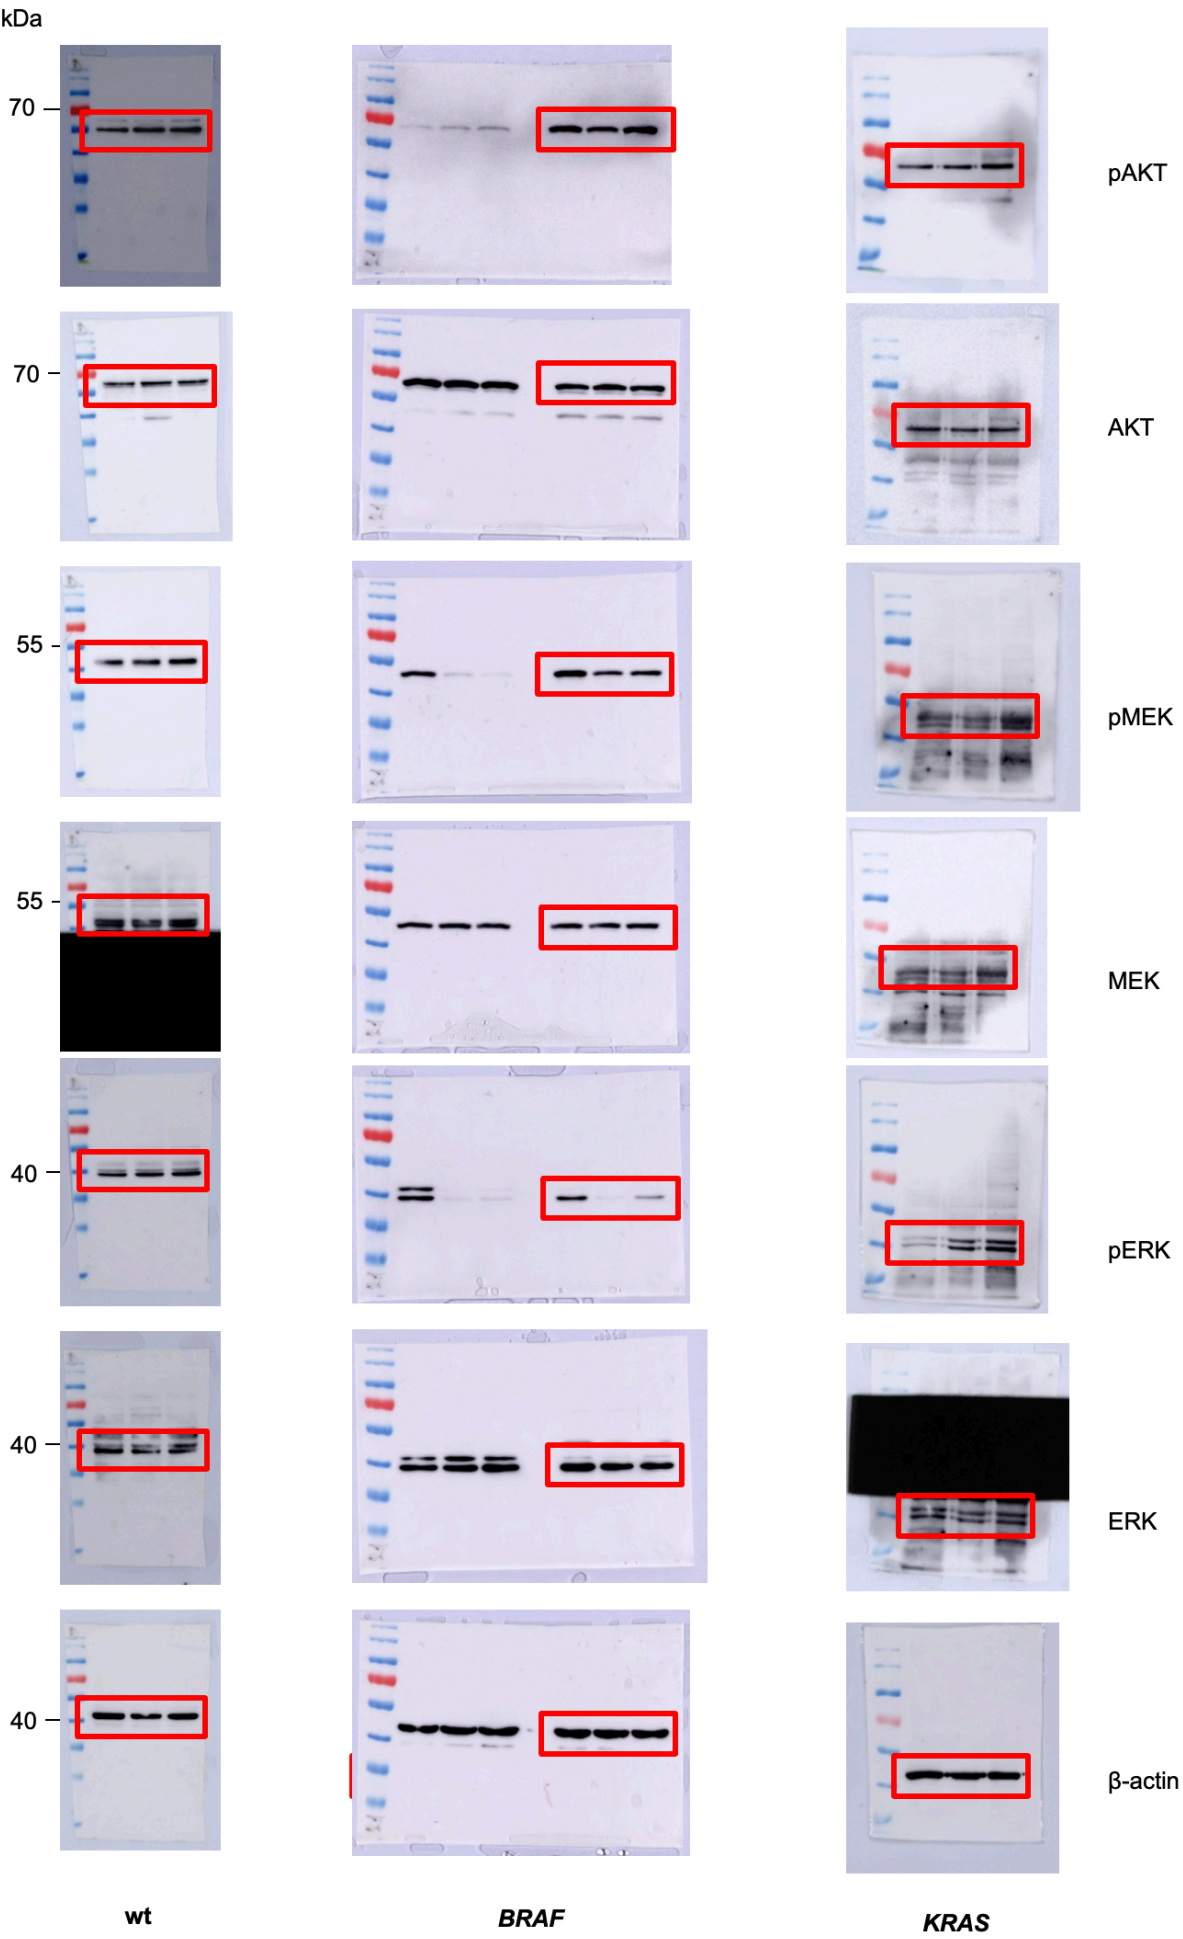 kDa
70
pAKT
70
AKT
55
pMEK
55
MEK
40
pERK
40
ERK
40
β-actin
wt
BRAF
KRAS